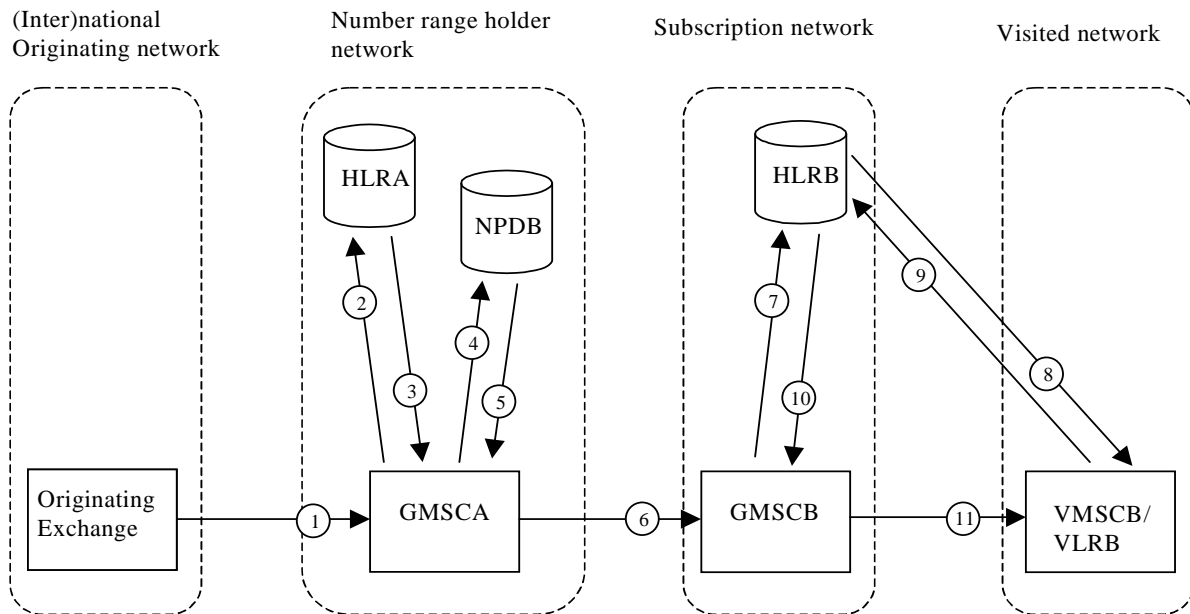 (Inter)national
Originating network
Number range holder
network
Subscription network
Visited network
HLRA
NPDB
HLRB
2
3
4
5
7
10
9
8
Originating
Exchange
1
GMSCA
6
GMSCB
11
VMSCB/
VLRB